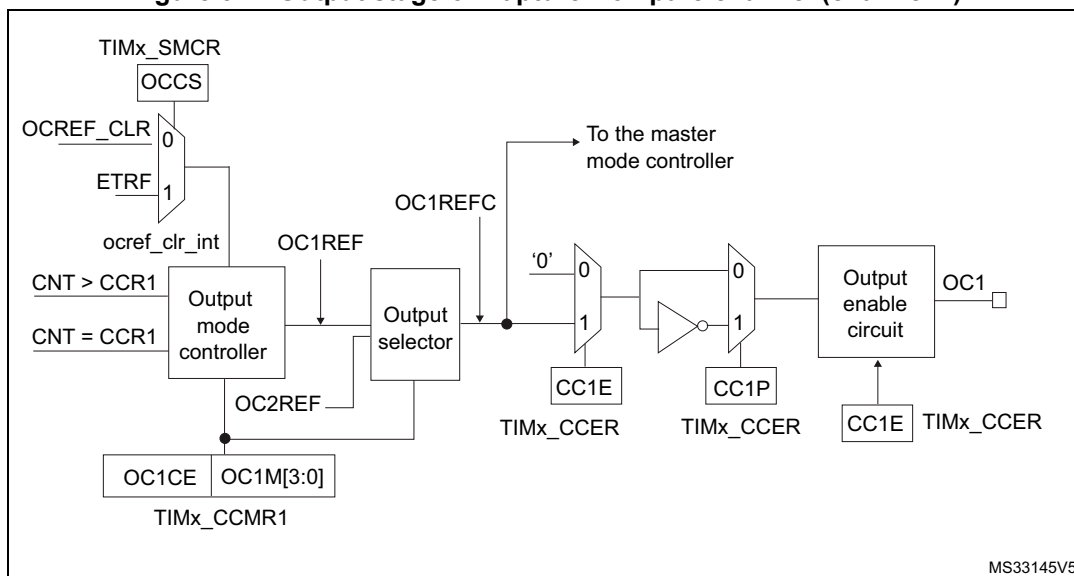 TIMx_SMCR
OCCS
OCREF_CLR
0
ETRF
1
ocref_clr_int
To the master
mode controller
OC1REF
OC1REFC
CNT > CCR1
CNT = CCR1
Output
mode
controller
Output
selector
OC2REF
'0'
0
1
0
1
Output
enable
circuit
OC1
CC1E
TIMx_CCER
CC1P
TIMx_CCER
CC1E
TIMx_CCER
OC1CE
OC1M[3:0]
TIMx_CCMR1
MS33145V5